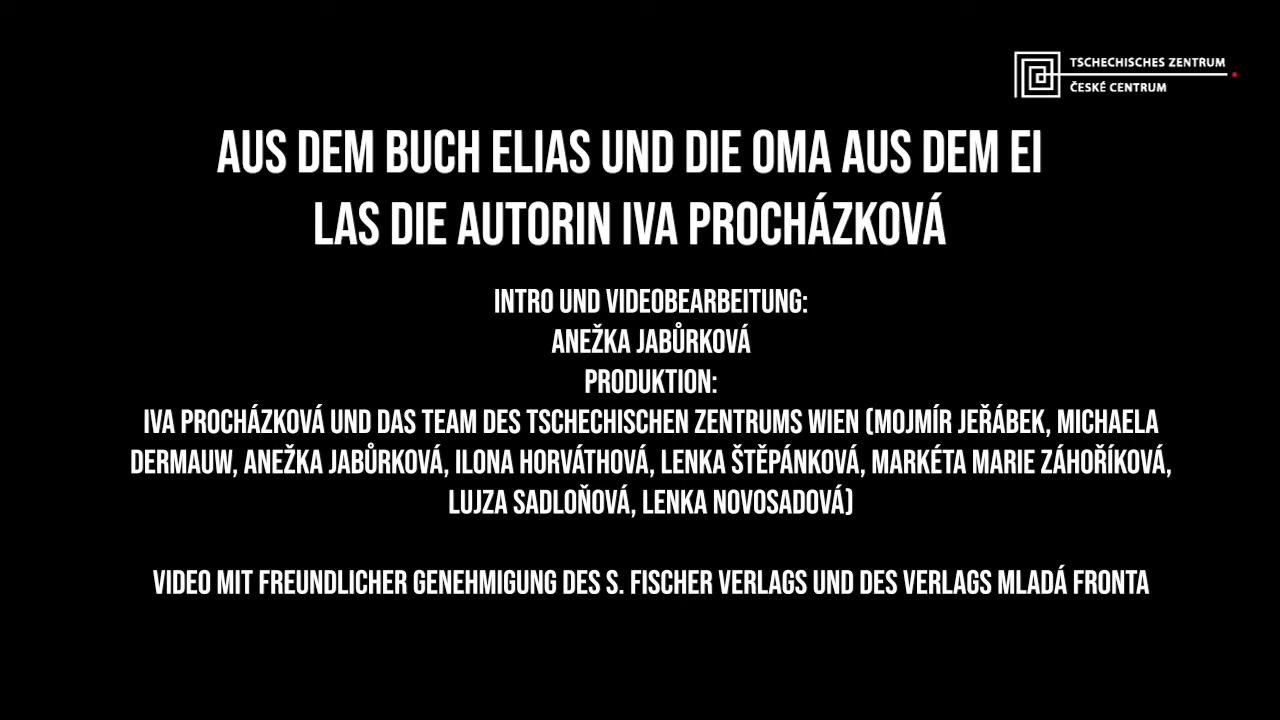 TSCHECHISCHES ZENTRUM
ČESKÉ CENTRUM
AUS DEM BUCH ELIAS UND DIE OMA AUS DEM EI
LAS DIE AUTORIN IVA PROCHÁZKOVÁ
INTRO UND VIDEOBEARBEITUNG:
ANEŽKA JABŮRKOVÁ
PRODUKTION:
IVA PROCHÁZKOVÁ UND DAS TEAM DES TSCHECHISCHEN ZENTRUMS WIEN (MOJMÍR JEŘÁBEK, MICHAELA
DERMAUW, ANEŽKA JABŮRKOVÁ, ILONA HORVÁTHOVÁ, LENKA ŠTĚPÁNKOVÁ, MARKÉTA MARIE ZÁHOŘÍKOVÁ,
LUJZA SADLOŇOVÁ, LENKA NOVOSADOVÁ)
VIDEO MIT FREUNDLICHER GENEHMIGUNG DES S. FISCHER VERLAGS UND DES VERLAGS MLADÁ FRONTA